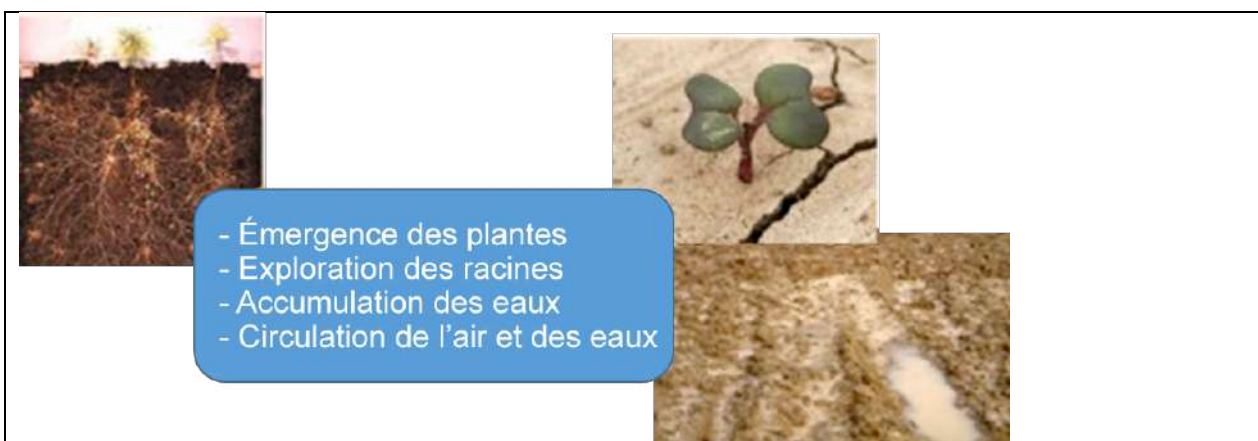 - Émergence des plantes
- Exploration des racines
- Accumulation des eaux
- Circulation de l'air et des eaux